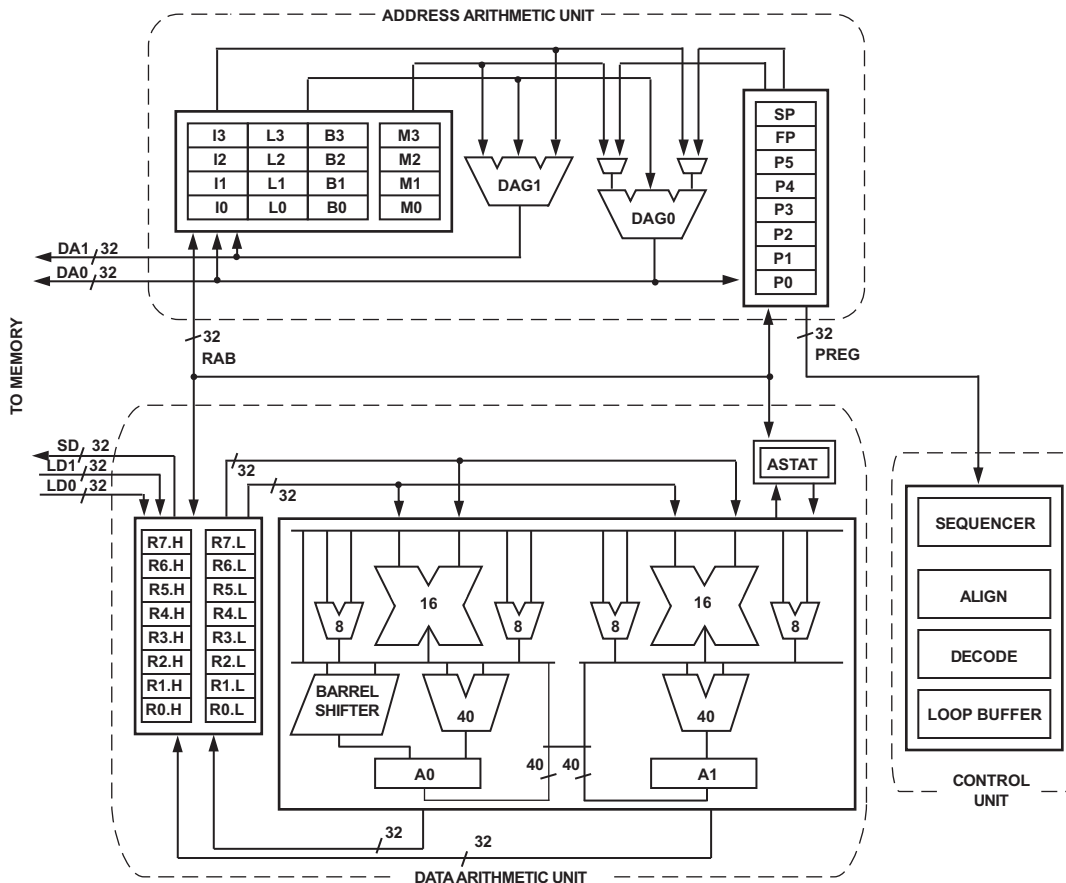 ADDRESS ARITHMETIC UNIT
I3 L3 B3 M3
I2 L2 B2 M2
I1 L1 B1 M1
I0 L0 B0 M0
DAG1
DAG0
SP
FP
P5
P4
P3
P2
P1
P0
DA1 32
DA0 32
32
RAB
32
PREG
TO MEMORY
SD 32
LD1 32
LD0 32
32
32
ASTAT
R7.H R7.L
R6.H R6.L
R5.H R5.L
R4.H R4.L
R3.H R3.L
R2.H R2.L
R1.H R1.L
R0.H R0.L
8 16 8 8 16 8
BARREL
SHIFTER
40 40
A0 40 40 A1
32
32
DATA ARITHMETIC UNIT
SEQUENCER
ALIGN
DECODE
LOOP BUFFER
CONTROL
UNIT